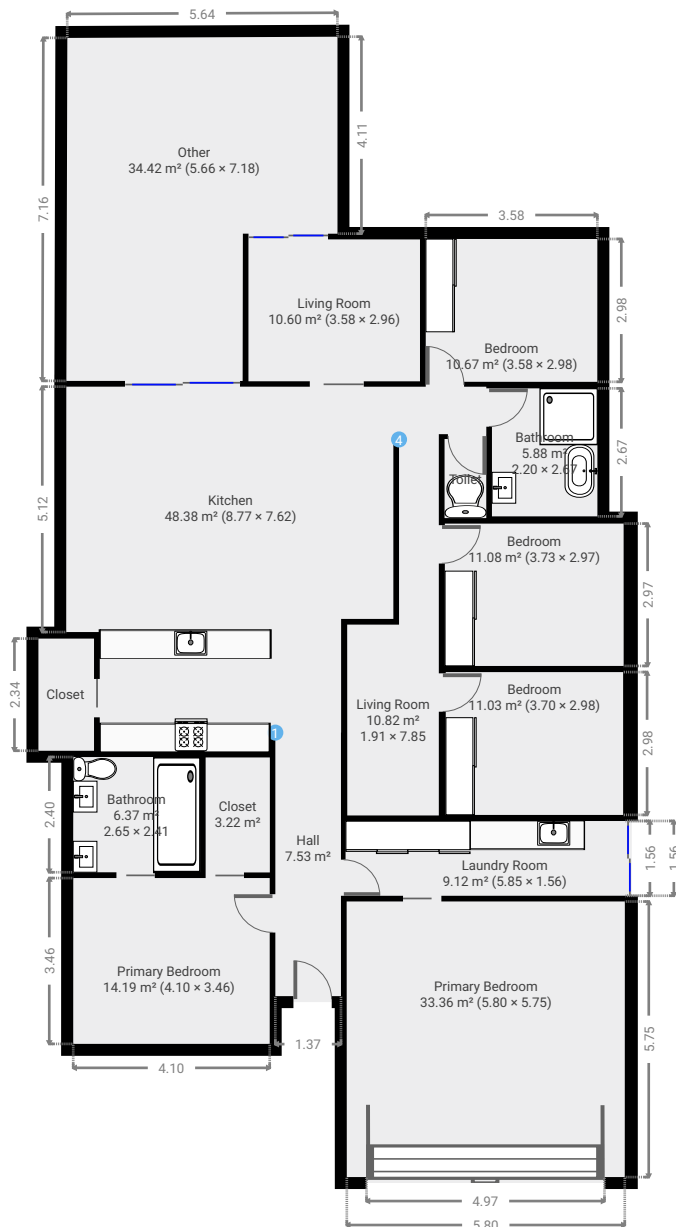 5.64
Other
34.42 m² (5.66 × 7.18)
4.11
7.16
3.58
Living Room
10.60 m² (3.58 × 2.96)
Bedroom
10.67 m² (3.58 × 2.98)
2.98
4
Bathroom
5.88 m²
2.20 × 2.67
2.67
Toilet
5.12
Kitchen
48.38 m² (8.77 × 7.62)
Bedroom
11.08 m² (3.73 × 2.97)
2.97
2.34
Closet
Bedroom
11.03 m² (3.70 × 2.98)
2.98
Living Room
10.82 m²
1.91 × 7.85
1
2.40
Bathroom
6.37 m²
2.65 × 2.41
Closet
3.22 m²
Hall
7.53 m²
Laundry Room
9.12 m² (5.85 × 1.56)
1.56
1.56
3.46
Primary Bedroom
14.19 m² (4.10 × 3.46)
Primary Bedroom
33.36 m² (5.80 × 5.75)
5.75
1.37
4.10
4.97
5.80